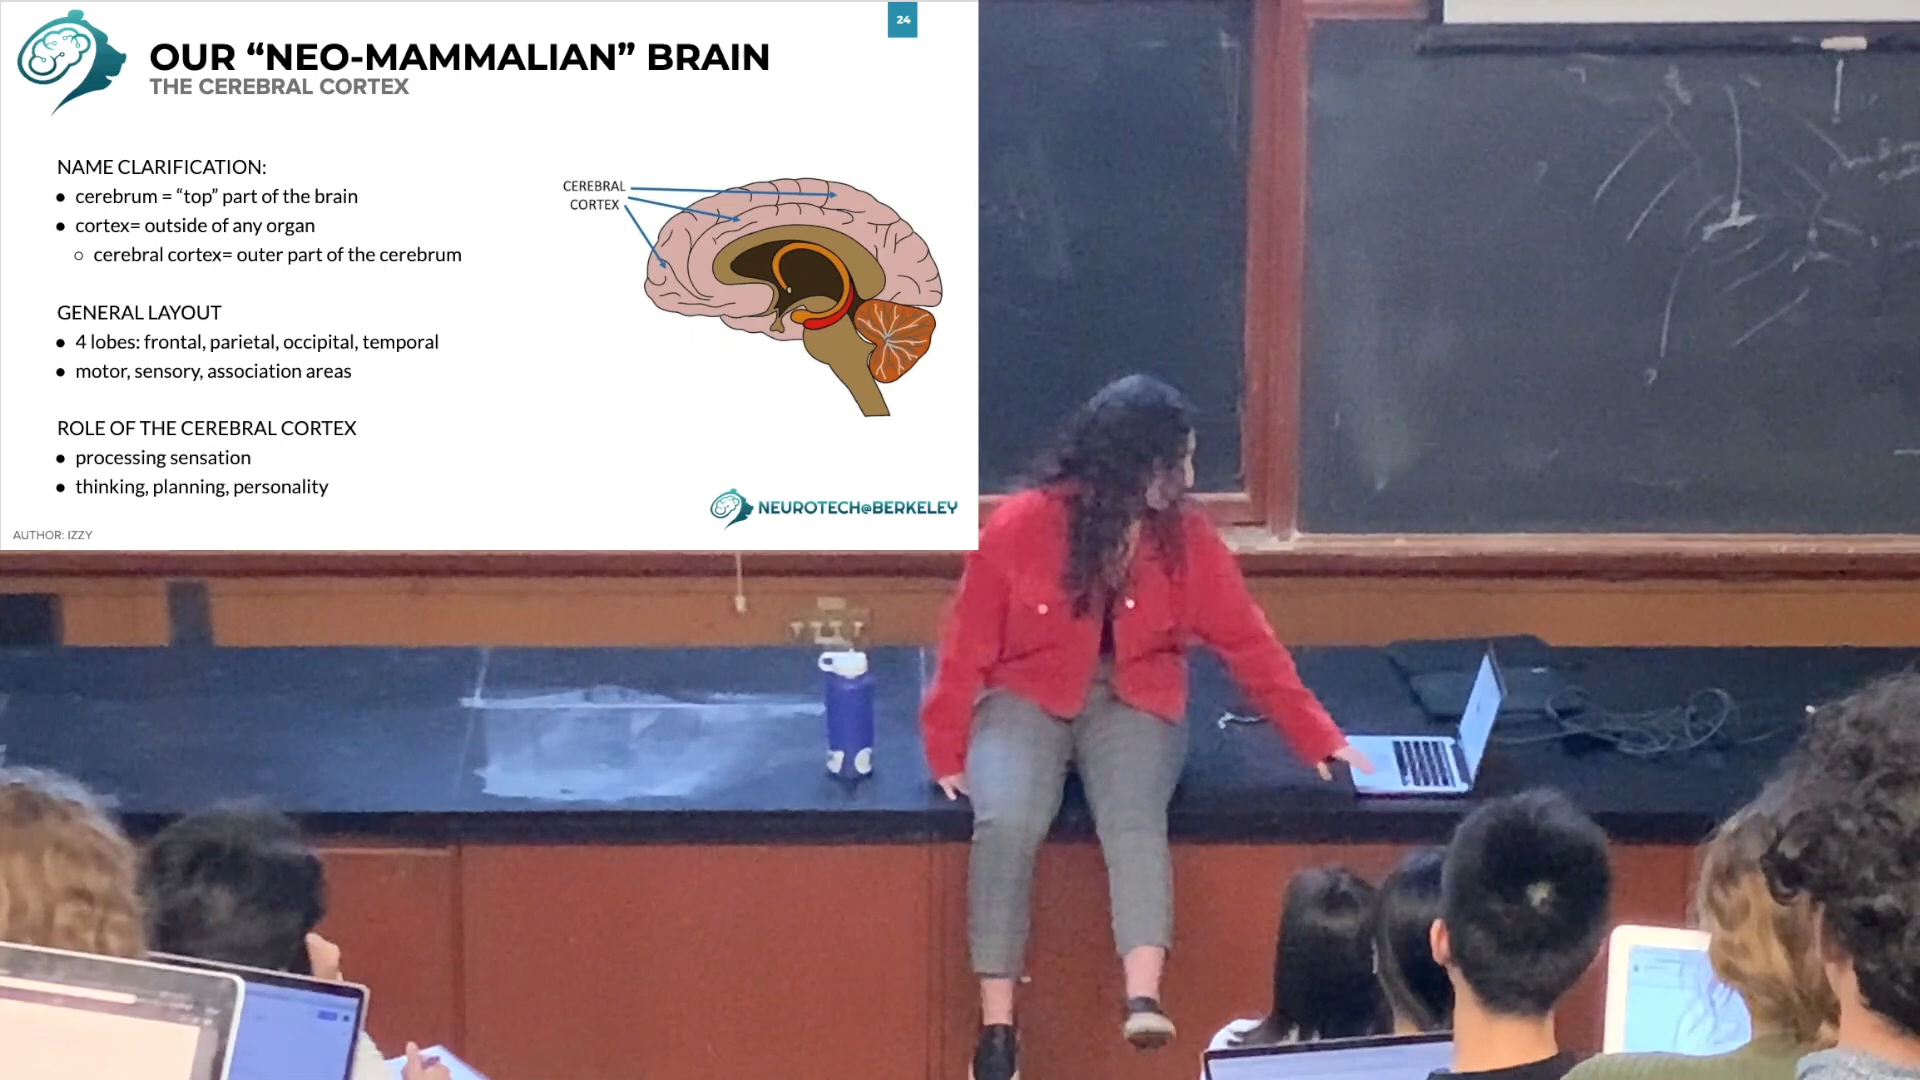 24
OUR “NEO-MAMMALIAN” BRAIN
THE CEREBRAL CORTEX
NAME CLARIFICATION:
● cerebrum = “top” part of the brain
● cortex= outside of any organ
○ cerebral cortex= outer part of the cerebrum
GENERAL LAYOUT
● 4 lobes: frontal, parietal, occipital, temporal
● motor, sensory, association areas
ROLE OF THE CEREBRAL CORTEX
● processing sensation
● thinking, planning, personality
CEREBRAL
CORTEX
NEUROTECH@BERKELEY
AUTHOR: IZZY